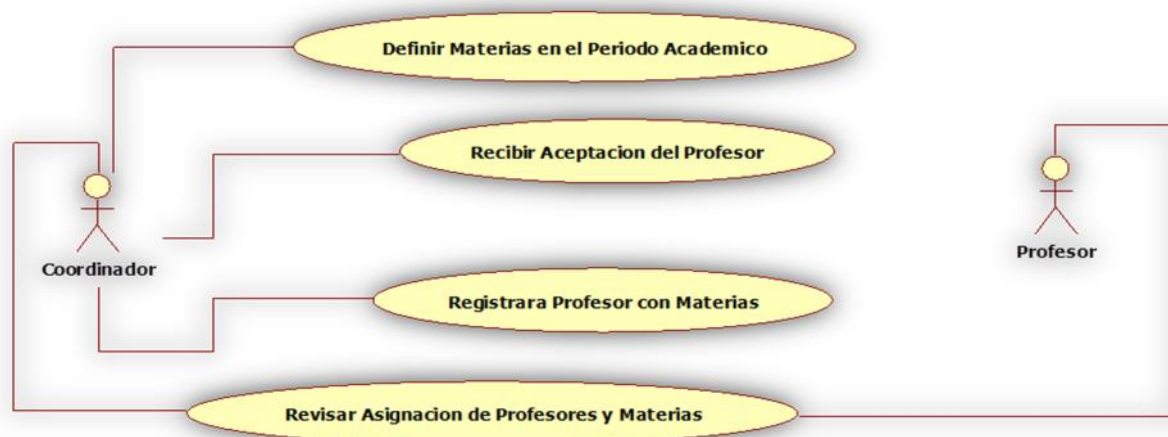 Definir Materias en el Periodo Academico
Recibir Aceptacion del Profesor
Coordinador
Profesor
Registrara Profesor con Materias
Revisar Asignacion de Profesores y Materias